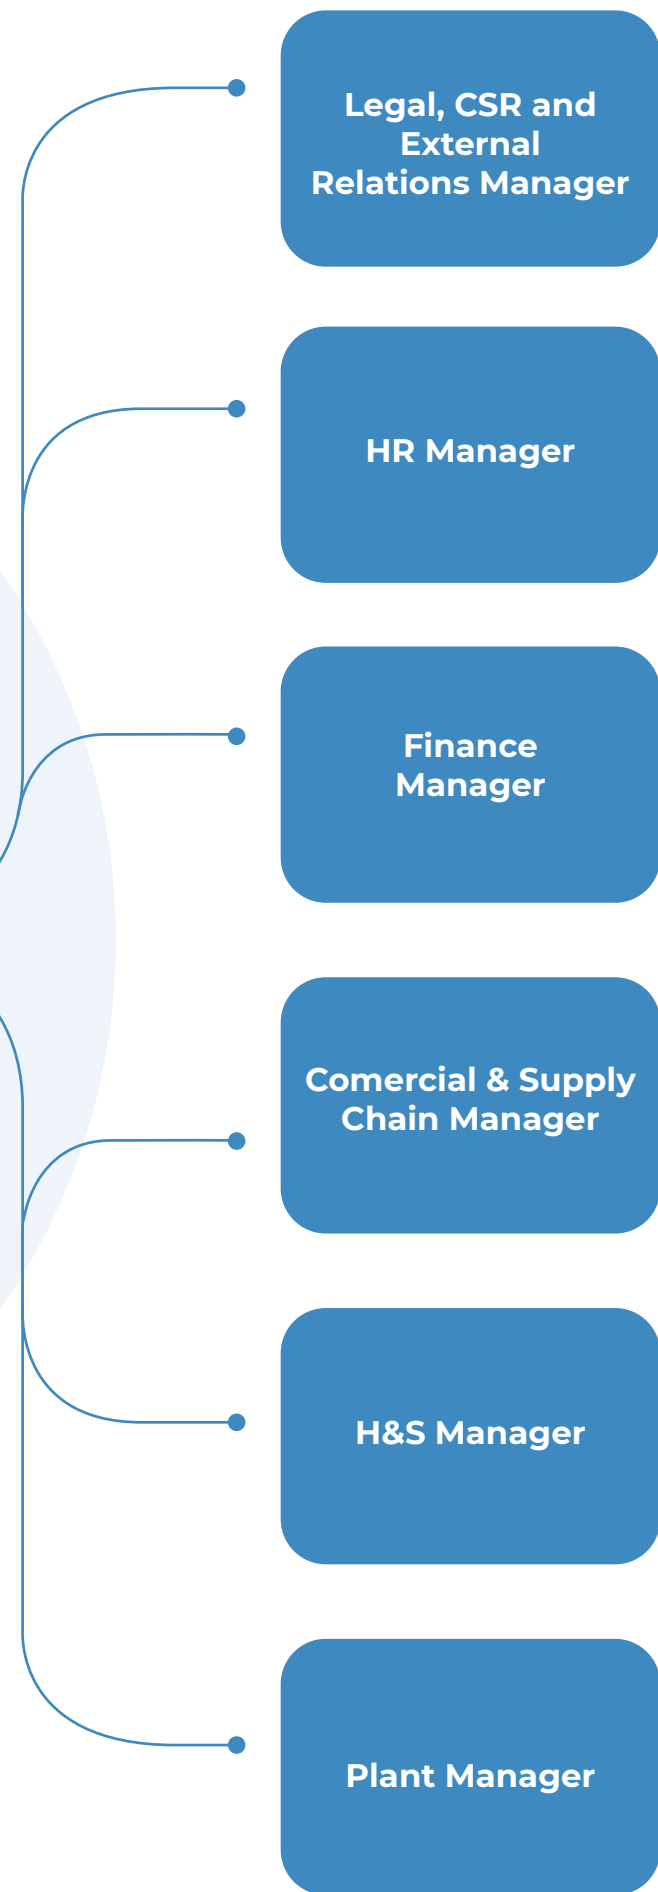 Legal, CSR and
External
Relations Manager
HR Manager
Finance
Manager
Comercial & Supply
Chain Manager
H&S Manager
Plant Manager